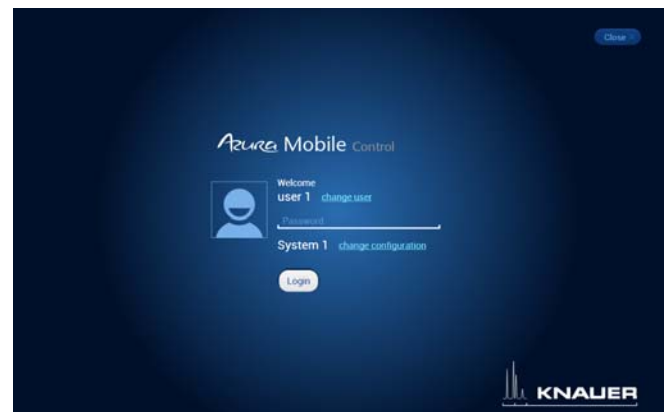 Close
Azura Mobile Control
Welcome
user 1 change user
Password
System 1 change configuration
Login
KNAUER